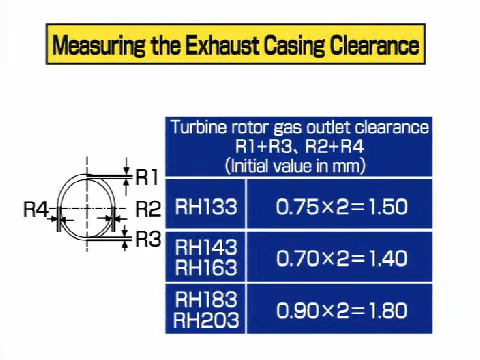 Measuring the Exhaust Casing Clearance
Turbine rotor gas outlet clearance
R1+R3、R2+R4
(Initial value in mm)
R1
R4
R2
R3
RH133 0.75×2=1.50
RH143
RH163
0.70×2=1.40
RH183
RH203
0.90×2=1.80